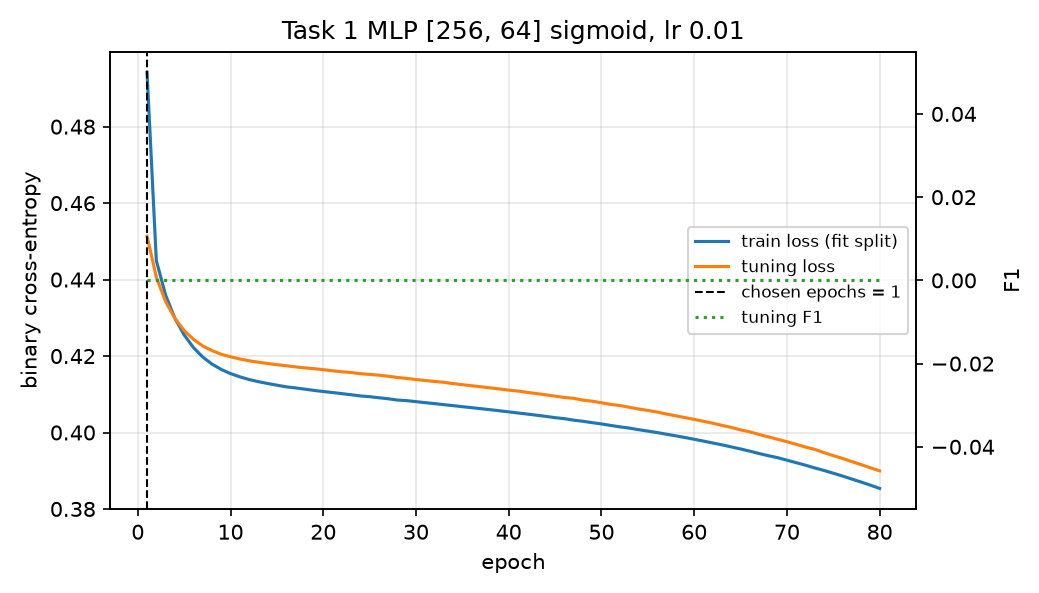 Task 1 MLP [256, 64] sigmoid, lr 0.01
binary cross-entropy
0.48
0.46
0.44
0.42
0.40
0.38
0.04
0.02
0.00
−0.02
−0.04
F1
train loss (fit split)
tuning loss
chosen epochs = 1
tuning F1
0 10 20 30 40 50 60 70 80
epoch